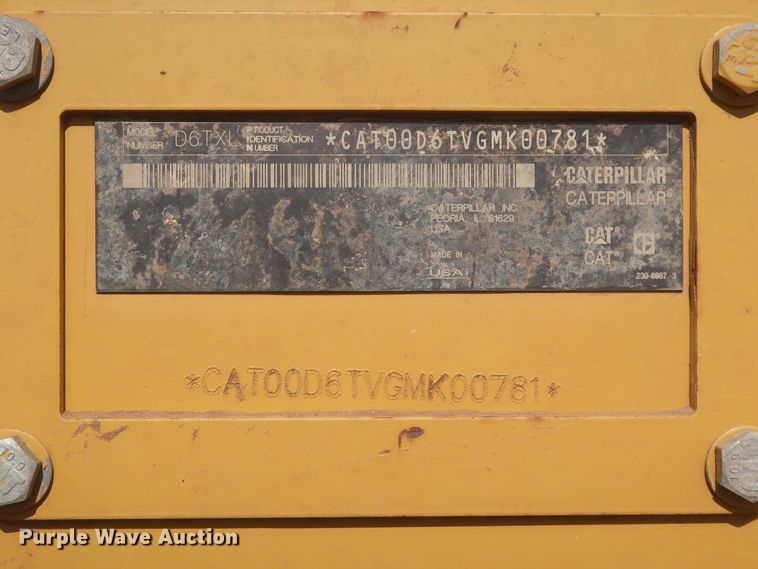 MODEL NUMBER D6TXL PRODUCT IDENTIFICATION NUMBER *CAT00D6TVGMK00781*
CATERPILLAR
CATERPILLAR®
CATERPILLAR INC.
PEORIA, IL 61629
USA
CAT®
CAT®
MADE IN
USA
239-6987 3
*CAT00D6TVGMK00781*
Purple Wave Auction